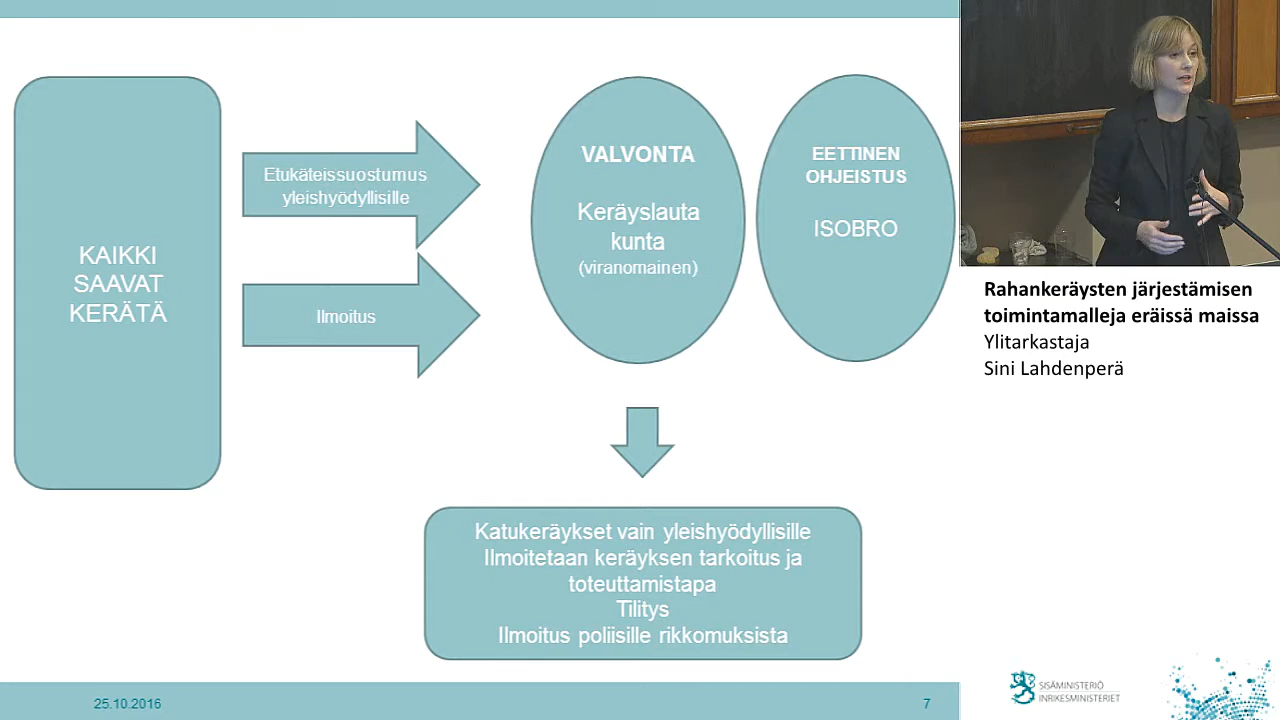 KAIKKI
SAAVAT
KERÄTÄ
Etukäteissuostumus
yleishyödyllisille
Ilmoitus
VALVONTA
Keräyslauta
kunta
(viranomainen)
EETTINEN
OHJEISTUS
ISOBRO
Katukeräykset vain yleishyödyllisille
Ilmoitetaan keräyksen tarkoitus ja
toteuttamistapa
Tilitys
Ilmoitus poliisille rikkomuksista
25.10.2016
7
Rahankeräysten järjestämisen
toimintamalleja eräissä maissa
Ylitarkastaja
Sini Lahdenperä
SISÄMINISTERIÖ
INRIKESMINISTERIET